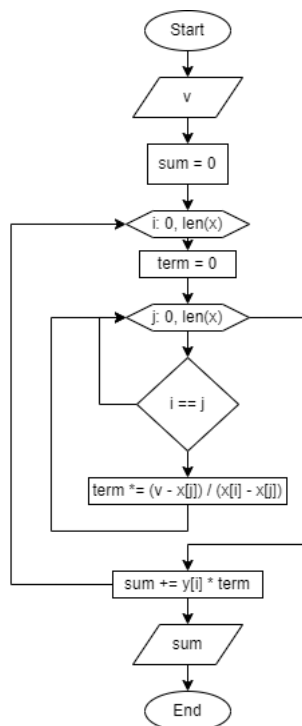 Start
v
sum = 0
i: 0, len(x)
term = 0
j: 0, len(x)
i == j
term *= (v - x[j]) / (x[i] - x[j])
sum += y[i] * term
sum
End